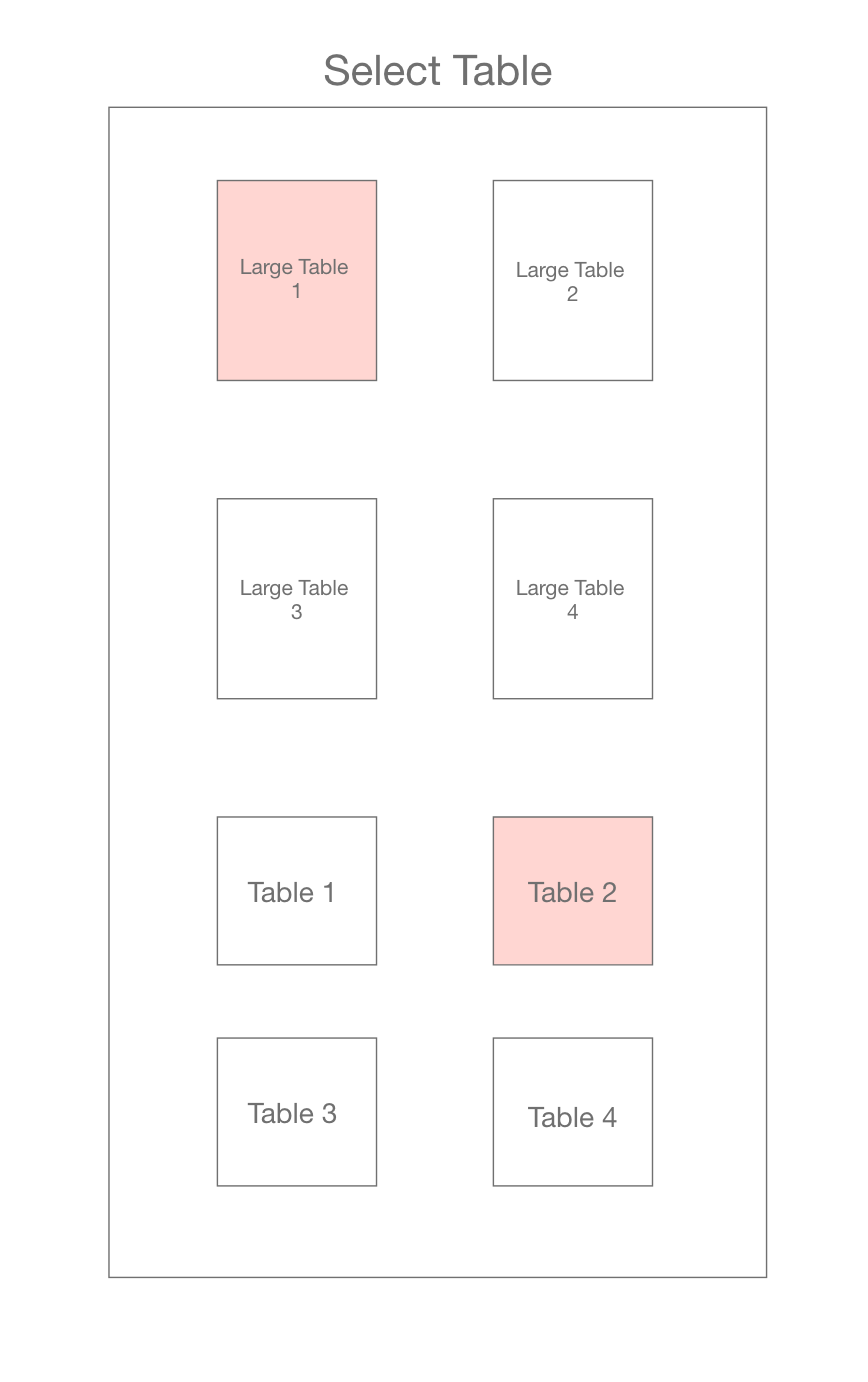 Select Table
Large Table
1
Large Table
2
Large Table
3
Large Table
4
Table 1
Table 2
Table 3
Table 4